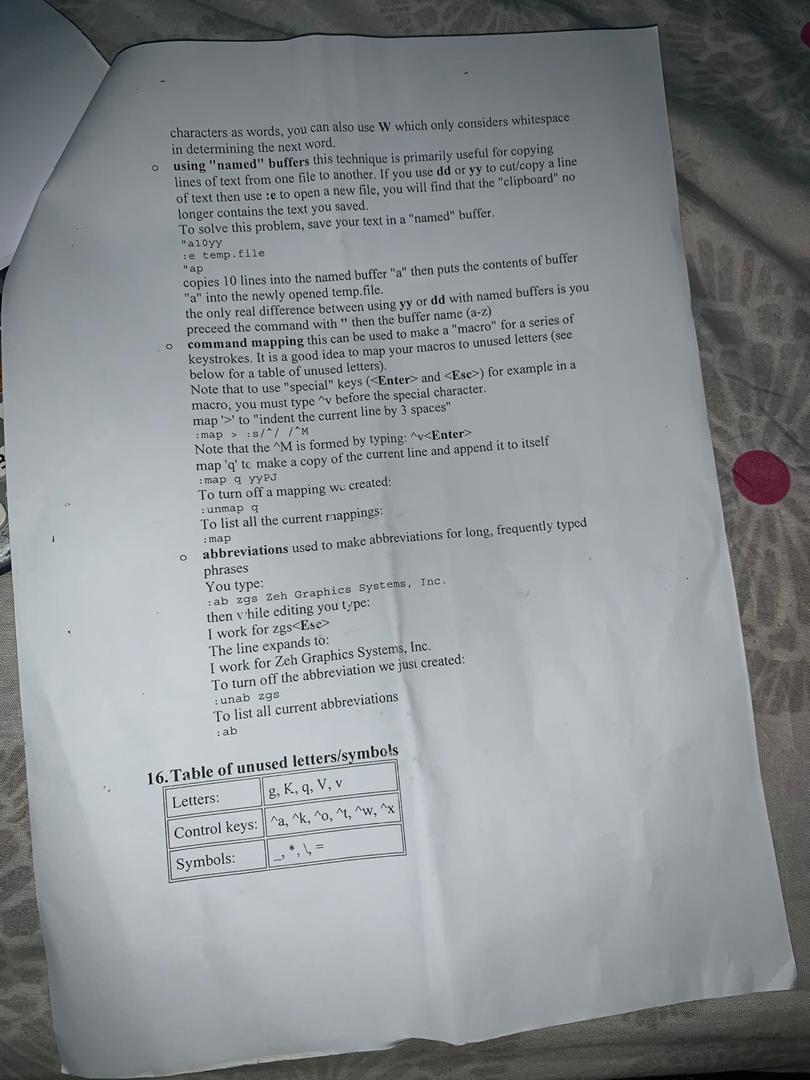 characters as words, you can also use W which only considers whitespace
in determining the next word.
o using "named" buffers this technique is primarily useful for copying
lines of text from one file to another. If you use dd or yy to cut/copy a line
of text then use :e to open a new file, you will find that the "clipboard" no
longer contains the text you saved.
To solve this problem, save your text in a "named" buffer.
"a10yy
:e temp.file
"ap
copies 10 lines into the named buffer "a" then puts the contents of buffer
"a" into the newly opened temp.file.
the only real difference between using yy or dd with named buffers is you
preceed the command with " then the buffer name (a-z)
o command mapping this can be used to make a "macro" for a series of
keystrokes. It is a good idea to map your macros to unused letters (see
below for a table of unused letters).
Note that to use "special" keys (<Enter> and <Esc>) for example in a
macro, you must type ^v before the special character.
map '>' to "indent the current line by 3 spaces"
:map > :s/^/ /^M
Note that the ^M is formed by typing: ^v<Enter>
map 'q' to make a copy of the current line and append it to itself
:map q yyPJ
To turn off a mapping we created:
:unmap q
To list all the current mappings:
:map
o abbreviations used to make abbreviations for long, frequently typed
phrases
You type:
:ab zgs Zeh Graphics Systems, Inc.
then while editing you type:
I work for zgs<Esc>
The line expands to:
I work for Zeh Graphics Systems, Inc.
To turn off the abbreviation we just created:
:unab zgs
To list all current abbreviations
:ab
16. Table of unused letters/symbols
Letters: g, K, q, V, v
Control keys: ^a, ^k, ^o, ^t, ^w, ^x
Symbols: _, *, \, =